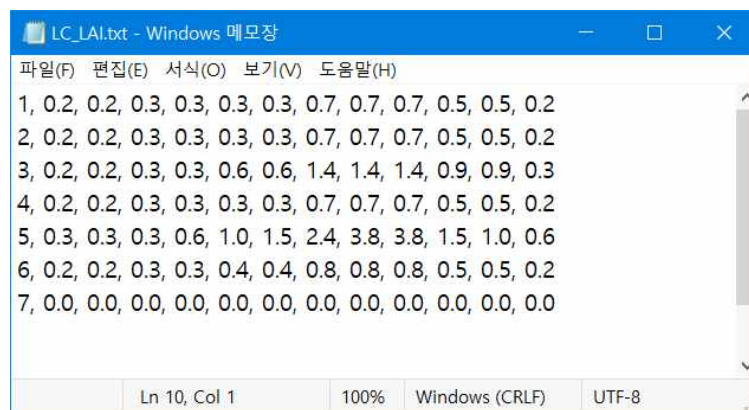 LC_LAI.txt - Windows 메모장
파일(F) 편집(E) 서식(O) 보기(V) 도움말(H)
1, 0.2, 0.2, 0.3, 0.3, 0.3, 0.3, 0.7, 0.7, 0.7, 0.5, 0.5, 0.2
2, 0.2, 0.2, 0.3, 0.3, 0.3, 0.3, 0.7, 0.7, 0.7, 0.5, 0.5, 0.2
3, 0.2, 0.2, 0.3, 0.3, 0.6, 0.6, 1.4, 1.4, 1.4, 0.9, 0.9, 0.3
4, 0.2, 0.2, 0.3, 0.3, 0.3, 0.3, 0.7, 0.7, 0.7, 0.5, 0.5, 0.2
5, 0.3, 0.3, 0.3, 0.6, 1.0, 1.5, 2.4, 3.8, 3.8, 1.5, 1.0, 0.6
6, 0.2, 0.2, 0.3, 0.3, 0.4, 0.4, 0.8, 0.8, 0.8, 0.5, 0.5, 0.2
7, 0.0, 0.0, 0.0, 0.0, 0.0, 0.0, 0.0, 0.0, 0.0, 0.0, 0.0, 0.0
Ln 10, Col 1 100% Windows (CRLF) UTF-8